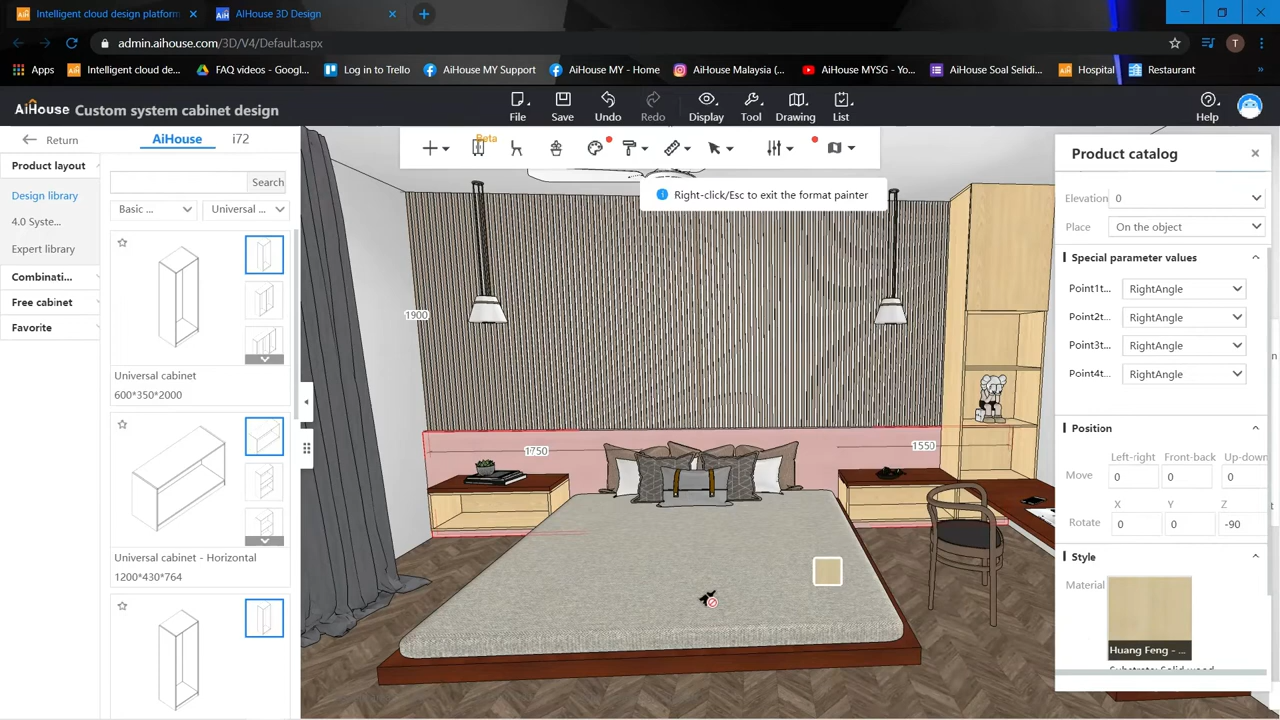 Intelligent cloud design platform
AIHouse 3D Design
admin.aihouse.com/3D/V4/Default.aspx
T
Apps
Intelligent cloud de...
FAQ videos - Googl...
Log in to Trello
AiHouse MY Support
AiHouse MY - Home
AiHouse Malaysia (...
AiHouse MYSG - Yo...
AiHouse Soal Selidi...
Hospital
Restaurant
»
AiHouse Custom system cabinet design
File
Save
Undo
Redo
Display
Tool
Drawing
List
Help
Return
AiHouse
i72
Beta
Product layout
Design library
4.0 Syste...
Expert library
Combinati...
Free cabinet
Favorite
Search
Basic ...
Universal ...
Universal cabinet
600*350*2000
Universal cabinet - Horizontal
1200*430*764
Right-click/Esc to exit the format painter
1900
1750
1550
Product catalog
Elevation 0
Place On the object
Special parameter values
Point1t... RightAngle
Point2t... RightAngle
Point3t... RightAngle
Point4t... RightAngle
Position
Left-right Front-back Up-down
Move 0 0 0
X Y Z
Rotate 0 0 -90
Style
Material
Huang Feng - ...
Substrate: Solid wood